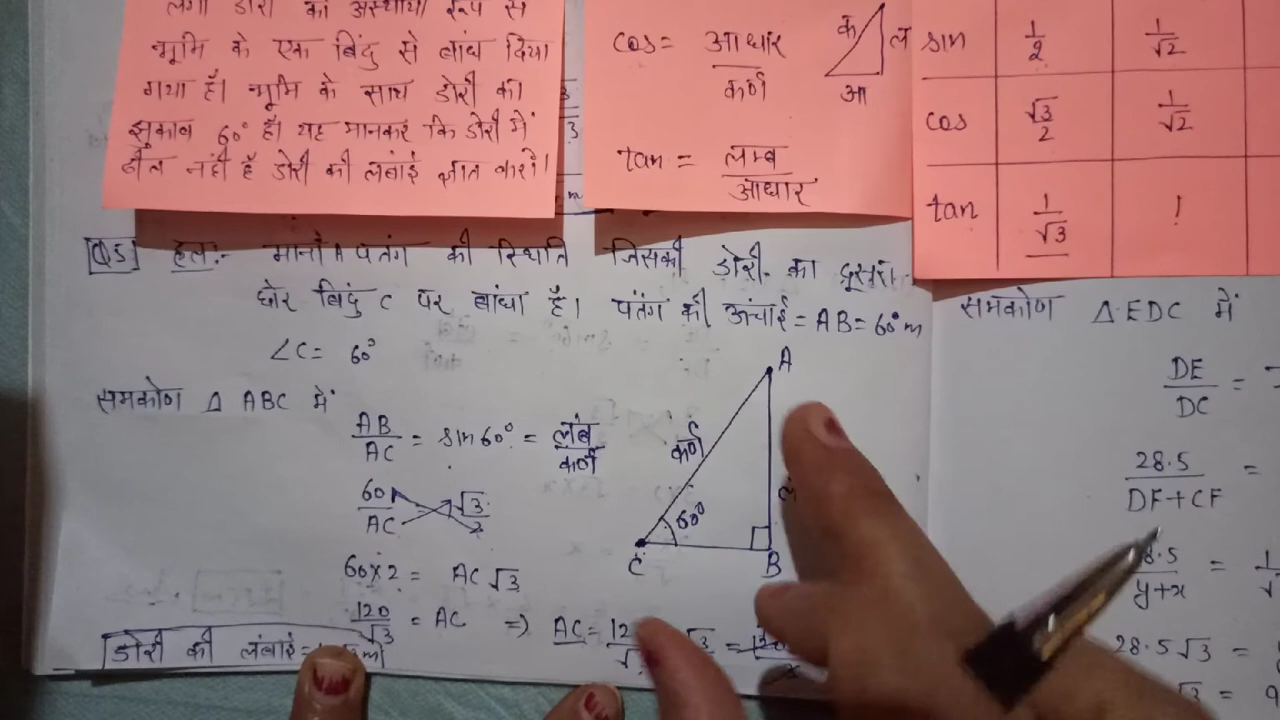 लगी डोरी को अस्थायी रूप से
भूमि के एक बिंदु से बांध दिया
गया है। भूमि के साथ डोरी का
झुकाव 60° है। यह मानकर कि डोरी में
ढील नहीं है डोरी की लंबाई ज्ञात करो।
cos = आधार / कर्ण
क
ल
आ
tan = लम्ब / आधार
sin 1/2 1/√2
cos √3/2 1/√2
tan 1/√3 1
m
Q5 हल:- मानो A पतंग की स्थिति जिसकी डोरी का दूसरा
छोर बिंदु C पर बांधा है। पतंग की ऊंचाई = AB = 60°m
∠C = 60°
समकोण Δ ABC में
AB/AC = sin 60° = लंब/कर्ण
60/AC √3/2
60×2 = AC√3
120/√3 = AC ⇒ AC =
डोरी की लंबाई =
A
कर्ण
60°
C
B
समकोण Δ EDC में
DE/DC =
28.5/DF+CF =
y+x =
28.5√3 =